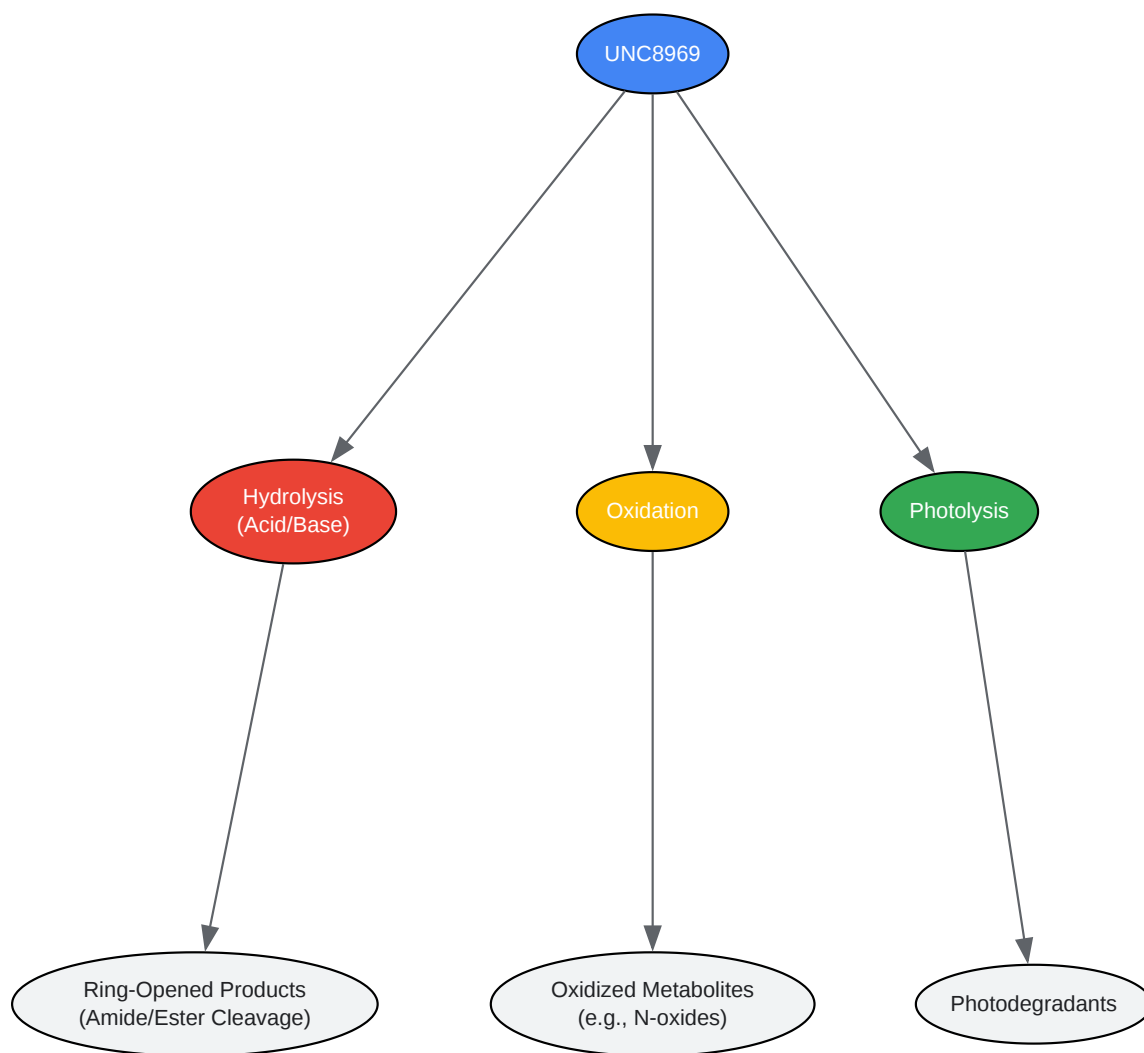 UNC8969
Hydrolysis
(Acid/Base)
Oxidation
Photolysis
Ring-Opened Products
(Amide/Ester Cleavage)
Oxidized Metabolites
(e.g., N-oxides)
Photodegradants